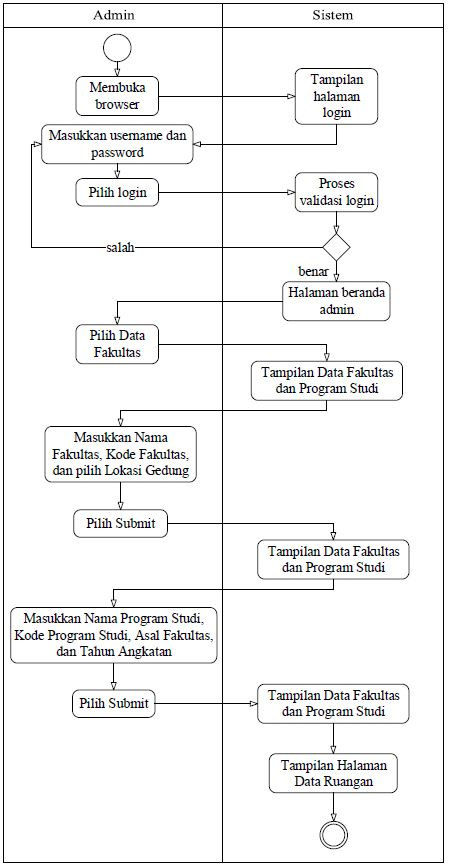 Admin
Sistem
Membuka
browser
Tampilan
halaman
login
Masukkan username dan
password
Pilih login
Proses
validasi login
salah
benar
Halaman beranda
admin
Pilih Data
Fakultas
Tampilan Data Fakultas
dan Program Studi
Masukkan Nama
Fakultas, Kode Fakultas,
dan pilih Lokasi Gedung
Pilih Submit
Tampilan Data Fakultas
dan Program Studi
Masukkan Nama Program Studi,
Kode Program Studi, Asal Fakultas,
dan Tahun Angkatan
Pilih Submit
Tampilan Data Fakultas
dan Program Studi
Tampilan Halaman
Data Ruangan